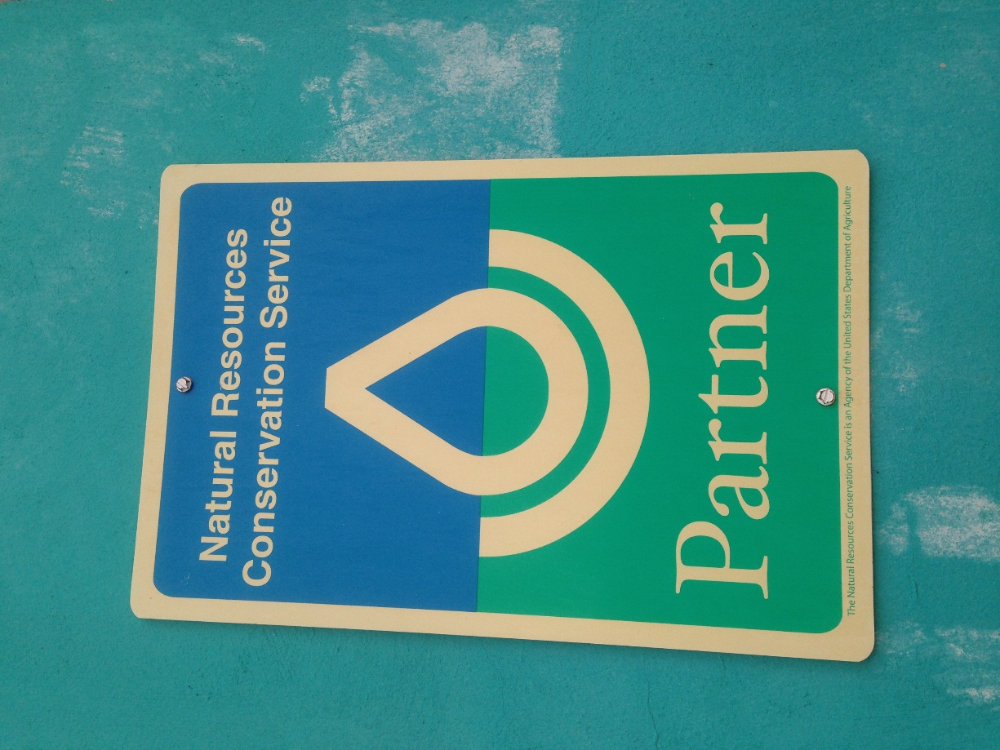 Natural Resources
Conservation Service
Partner
The Natural Resources Conservation Service is an Agency of the United States Department of Agriculture